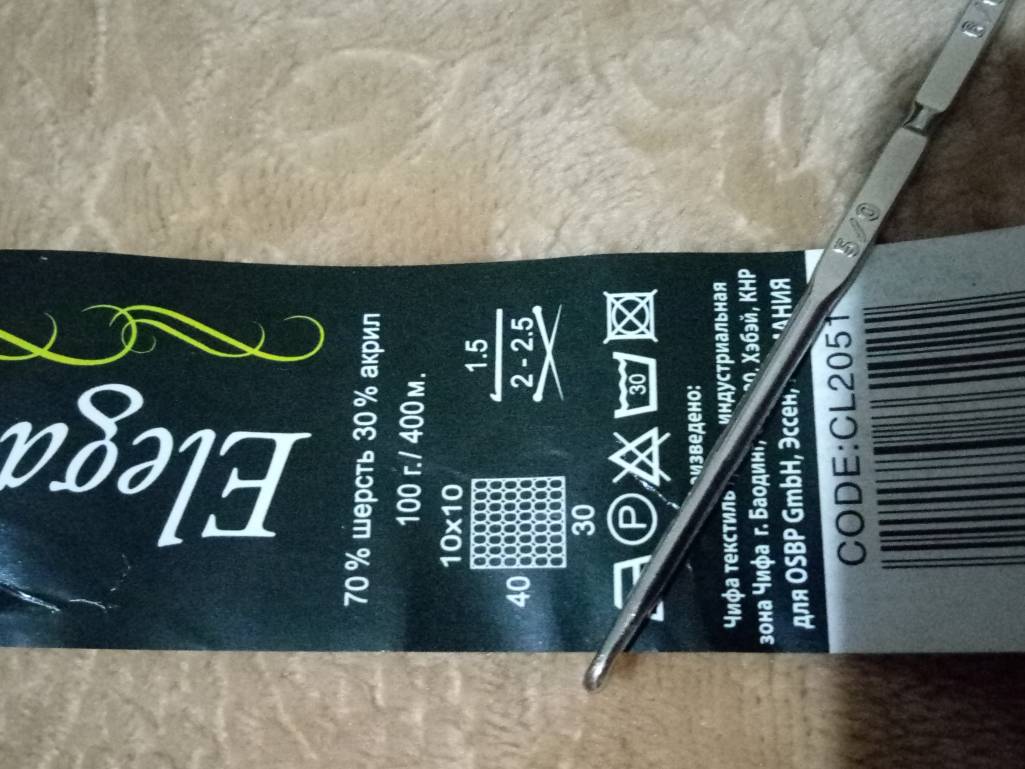 Elega
70 % шерсть 30 % акрил
100 г./ 400 м.
10x10
40
30
1.5
2 - 2.5
P
30
изведено:
Чифа текстиль индустриальная
зона Чифа г. Баодинг, Хэбэй, КНР
для OSBP GmbH, Эссен,
CODE:CL2051
5/0